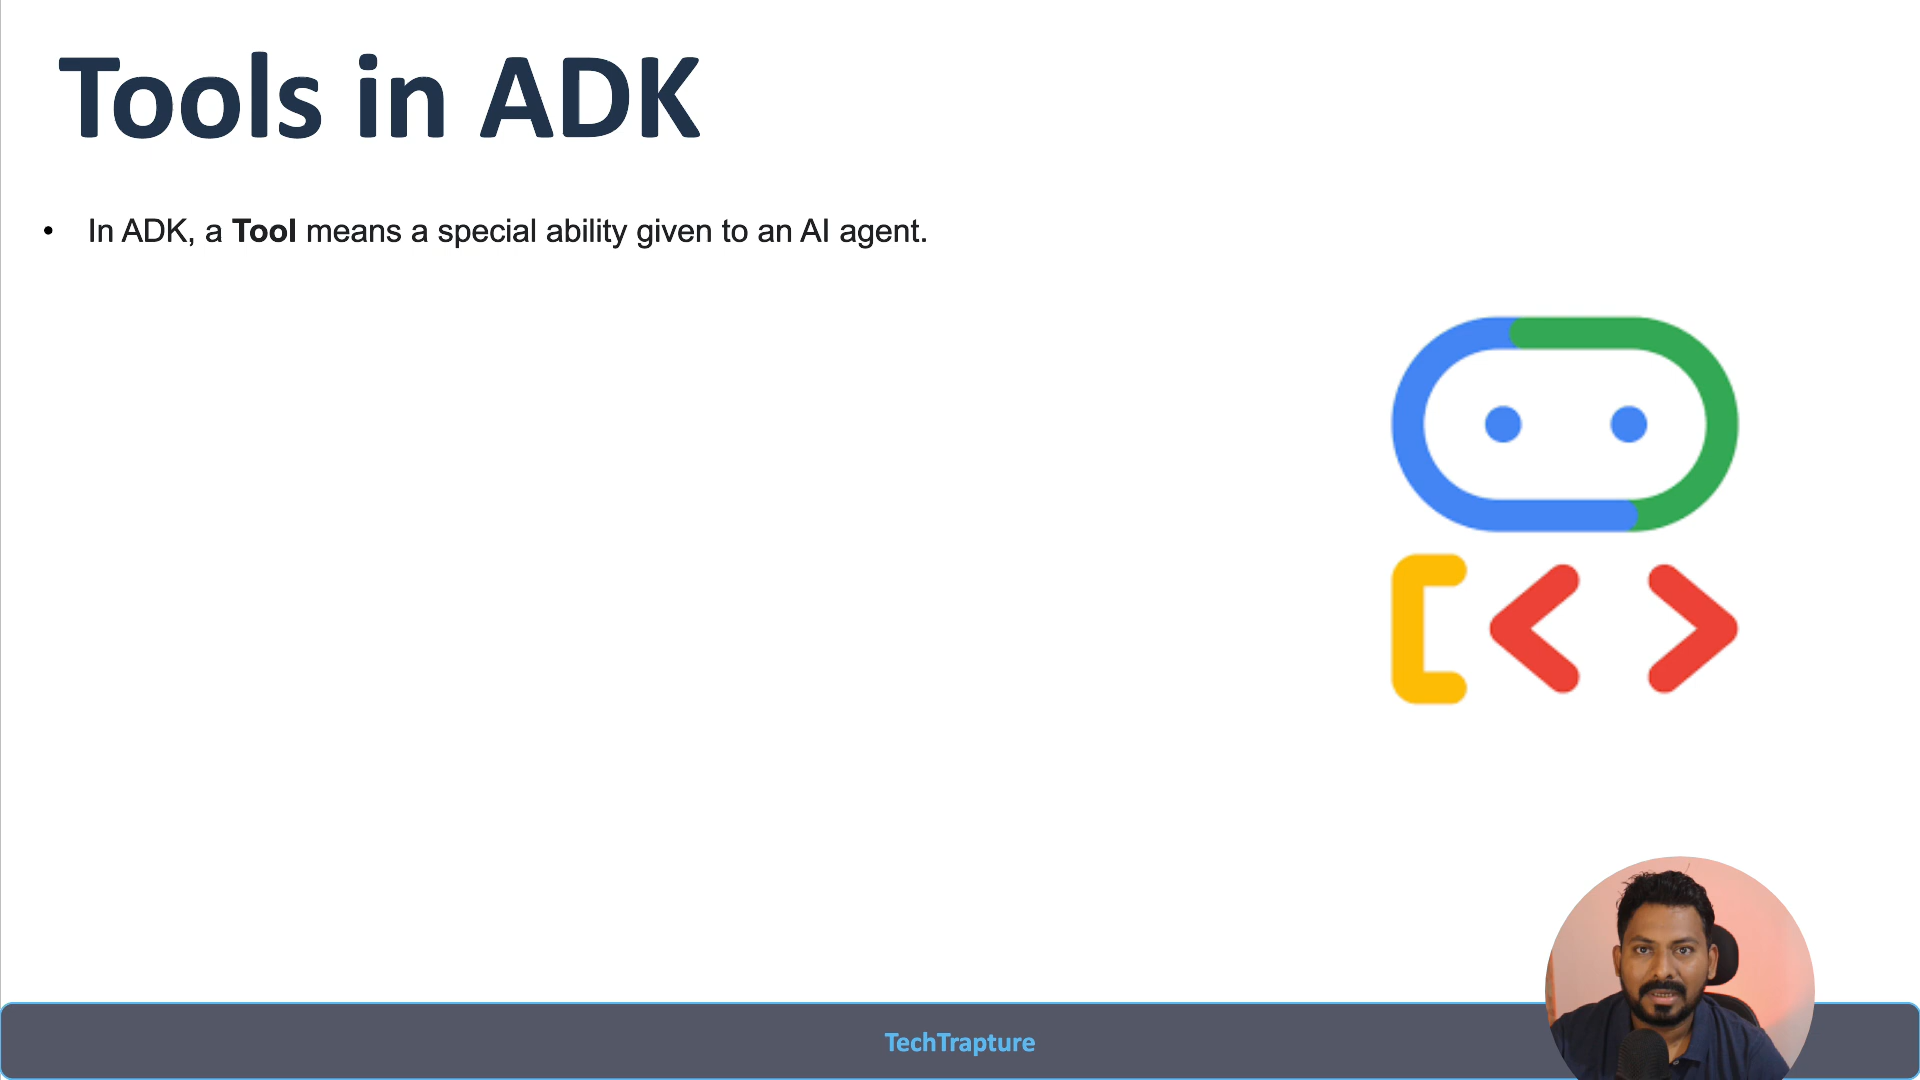 Tools in ADK
• In ADK, a Tool means a special ability given to an AI agent.
TechTrapture